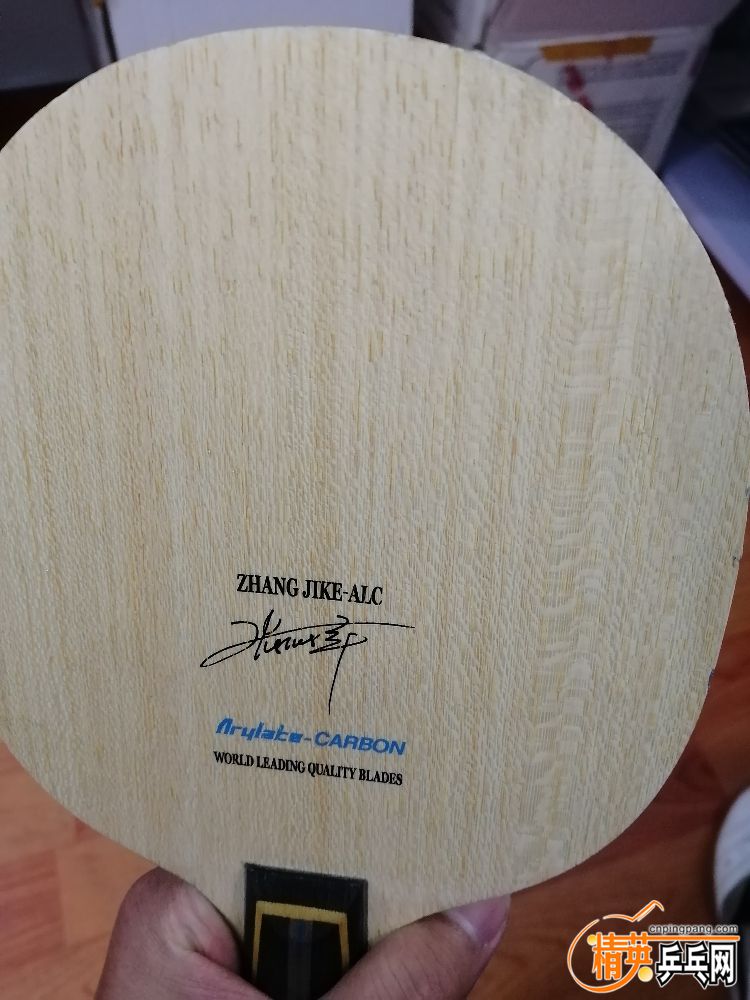 ZHANG JIKE-ALC
Arylate-CARBON
WORLD LEADING QUALITY BLADES
cnpingpang.com
精英乒乓网